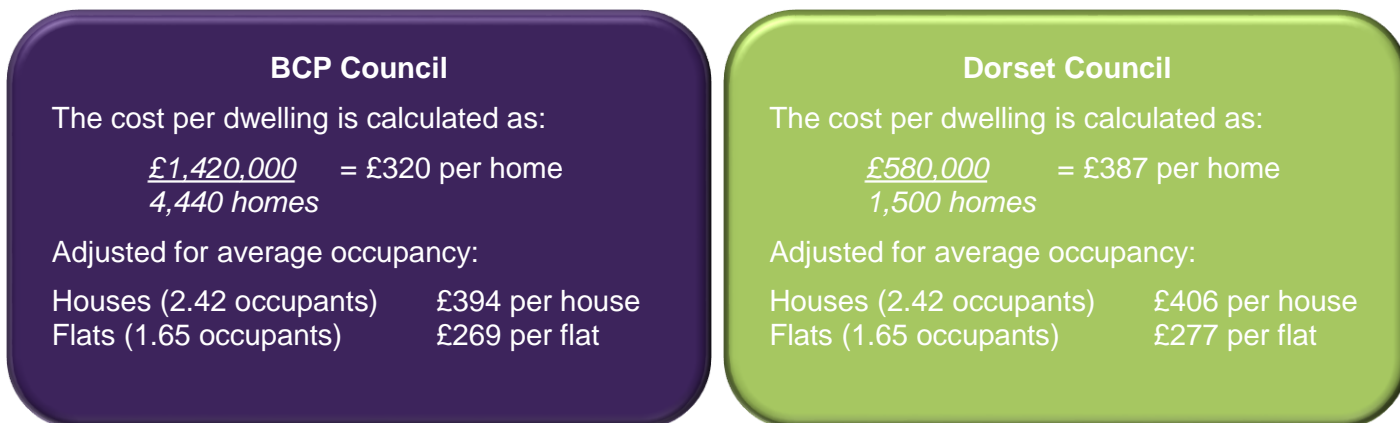 BCP Council
The cost per dwelling is calculated as:
£1,420,000 = £320 per home
4,440 homes
Adjusted for average occupancy:
Houses (2.42 occupants) £394 per house
Flats (1.65 occupants) £269 per flat
Dorset Council
The cost per dwelling is calculated as:
£580,000 = £387 per home
1,500 homes
Adjusted for average occupancy:
Houses (2.42 occupants) £406 per house
Flats (1.65 occupants) £277 per flat